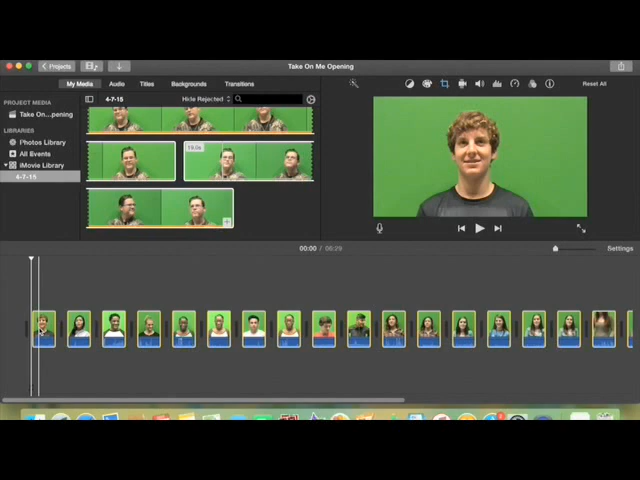 Projects
Take On Me Opening
My Media Audio Titles Backgrounds Transitions
Reset All
PROJECT MEDIA
Take On...pening
LIBRARIES
Photos Library
All Events
iMovie Library
4-7-15
4-7-15 Hide Rejected
19.0s
00:00 / 00:29
Settings